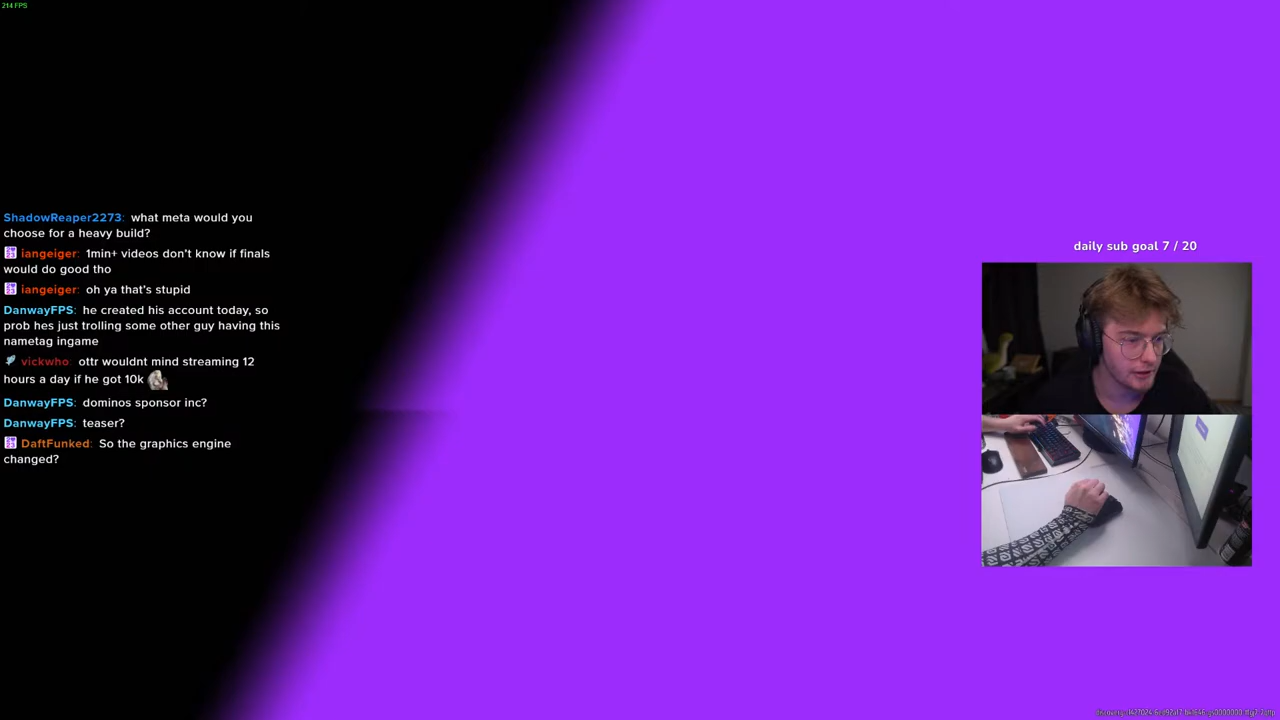 214 FPS
ShadowReaper2273: what meta would you
choose for a heavy build?
iangeiger: 1min+ videos don't know if finals
would do good tho
iangeiger: oh ya that's stupid
DanwayFPS: he created his account today, so
prob hes just trolling some other guy having this
nametag ingame
vickwho: ottr wouldnt mind streaming 12
hours a day if he got 10k
DanwayFPS: dominos sponsor inc?
DanwayFPS: teaser?
DaftFunked: So the graphics engine
changed?
daily sub goal 7 / 20